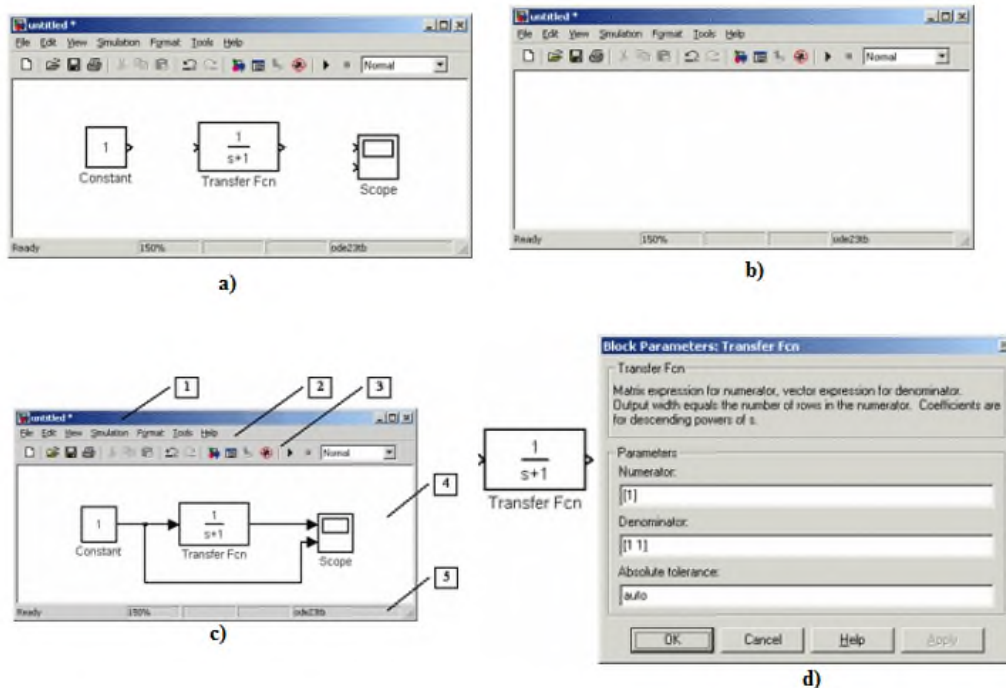 untitled *
File Edit View Simulation Format Tools Help
Normal
1
Constant
1
s+1
Transfer Fcn
Scope
Ready 150% ode23tb
a)
untitled *
File Edit View Simulation Format Tools Help
Normal
Ready 150% ode23tb
b)
1
2
3
untitled *
File Edit View Simulation Format Tools Help
Normal
4
1
Constant
1
s+1
Transfer Fcn
Scope
5
Ready 150% ode23tb
c)
1
s+1
Transfer Fcn
Block Parameters: Transfer Fcn
Transfer Fcn
Matrix expression for numerator, vector expression for denominator.
Output width equals the number of rows in the numerator. Coefficients are
for descending powers of s.
Parameters
Numerator:
[1]
Denominator:
[1 1]
Absolute tolerance:
auto
OK Cancel Help Apply
d)